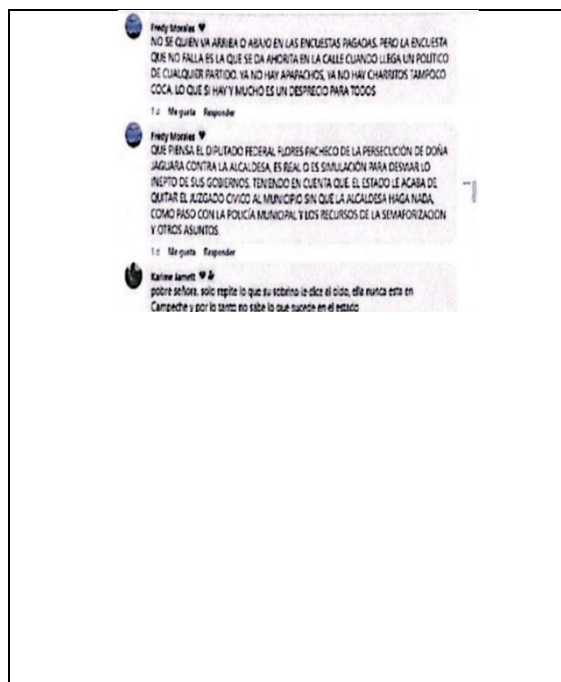 Fredy Morales
NO SE QUIEN VA ARRIBA O ABAJO EN LAS ENCUESTAS PAGADAS. PERO LA ENCUESTA
QUE NO FALLA ES LA QUE SE DA AHORITA EN LA CALLE CUANDO LLEGA UN POLÍTICO
DE CUALQUIER PARTIDO. YA NO HAY APAPACHOS, YA NO HAY CHARRITOS TAMPOCO
COCA. LO QUE SI HAY Y MUCHO ES UN DESPRECIO PARA TODOS
1 d Me gusta Responder
Fredy Morales
QUE PIENSA EL DIPUTADO FEDERAL FLORES PACHECO DE LA PERSECUCIÓN DE DOÑA
JAGUARA CONTRA LA ALCALDESA, ES REAL O ES SIMULACIÓN PARA DESVIAR LO
INEPTO DE SUS GOBIERNOS. TENIENDO EN CUENTA QUE. EL ESTADO LE ACABA DE
QUITAR EL JUZGADO CIVICO AL MUNICIPIO SIN QUE LA ALCALDESA HAGA NADA,
COMO PASO CON LA POLICÍA MUNICIPAL Y LOS RECURSOS DE LA SEMAFORIZACIÓN
Y OTROS ASUNTOS.
1 d Me gusta Responder
Karime Jamett
pobre señora, solo repite lo que su sobrino le dice al oido, ella nunca esta en
Campeche y por lo tanto no sabe lo que sucede en el estado